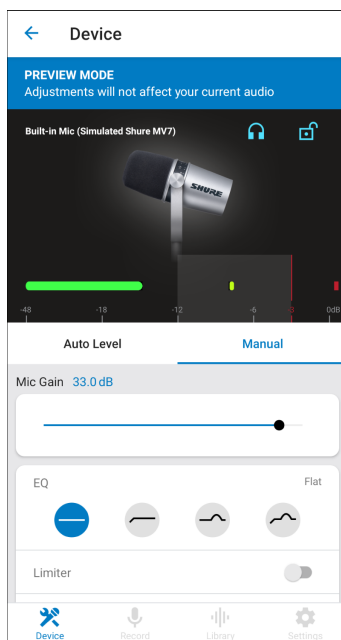 Device
PREVIEW MODE
Adjustments will not affect your current audio
Built-in Mic (Simulated Shure MV7)
SHURE
-48 -18 -12 -6 0 0dB
Auto Level Manual
Mic Gain 33.0 dB
EQ Flat
Limiter
Device Record Library Settings